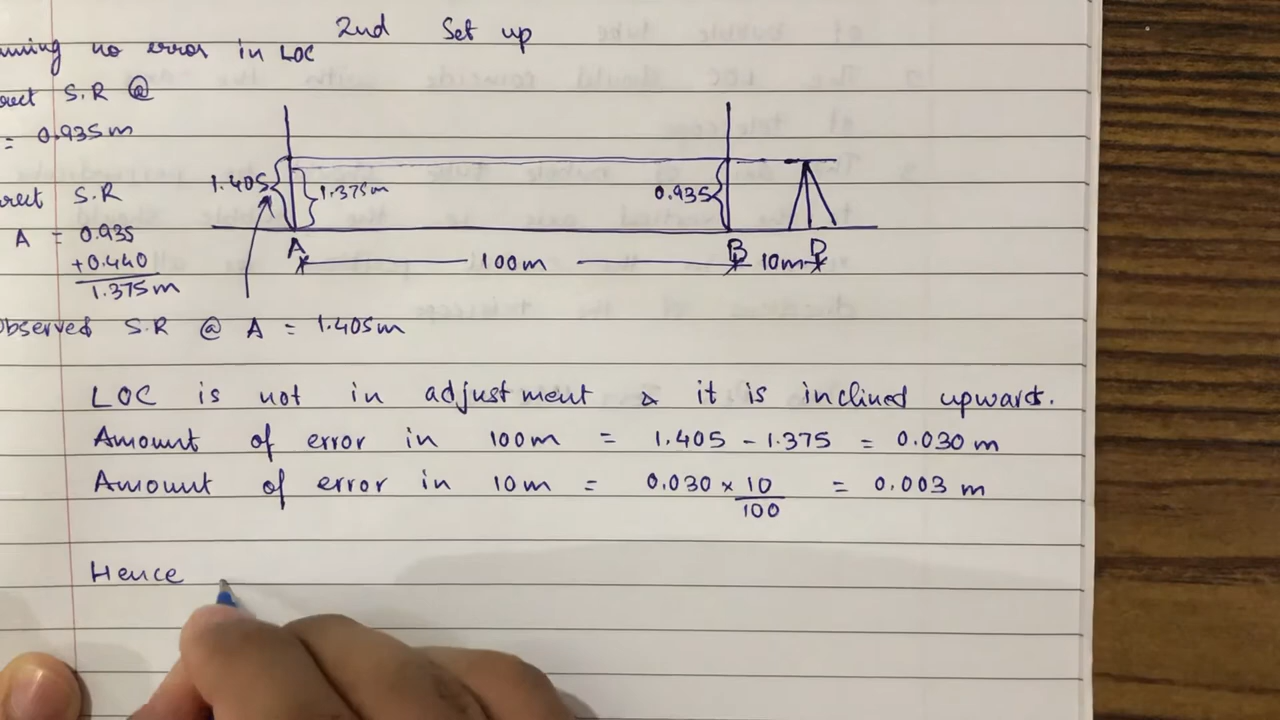 2nd Set up
uming no error in LOC
rect S.R @
= 0.935m
rect S.R
A = 0.935
+0.440
1.375m
1.405
1.375m
0.935
A
B
D
100m
10m
Observed S.R @ A = 1.405m
LOC is not in adjustment & it is inclined upwards.
Amount of error in 100m = 1.405 - 1.375 = 0.030 m
Amount of error in 10m = 0.030 × 10/100 = 0.003 m
Hence